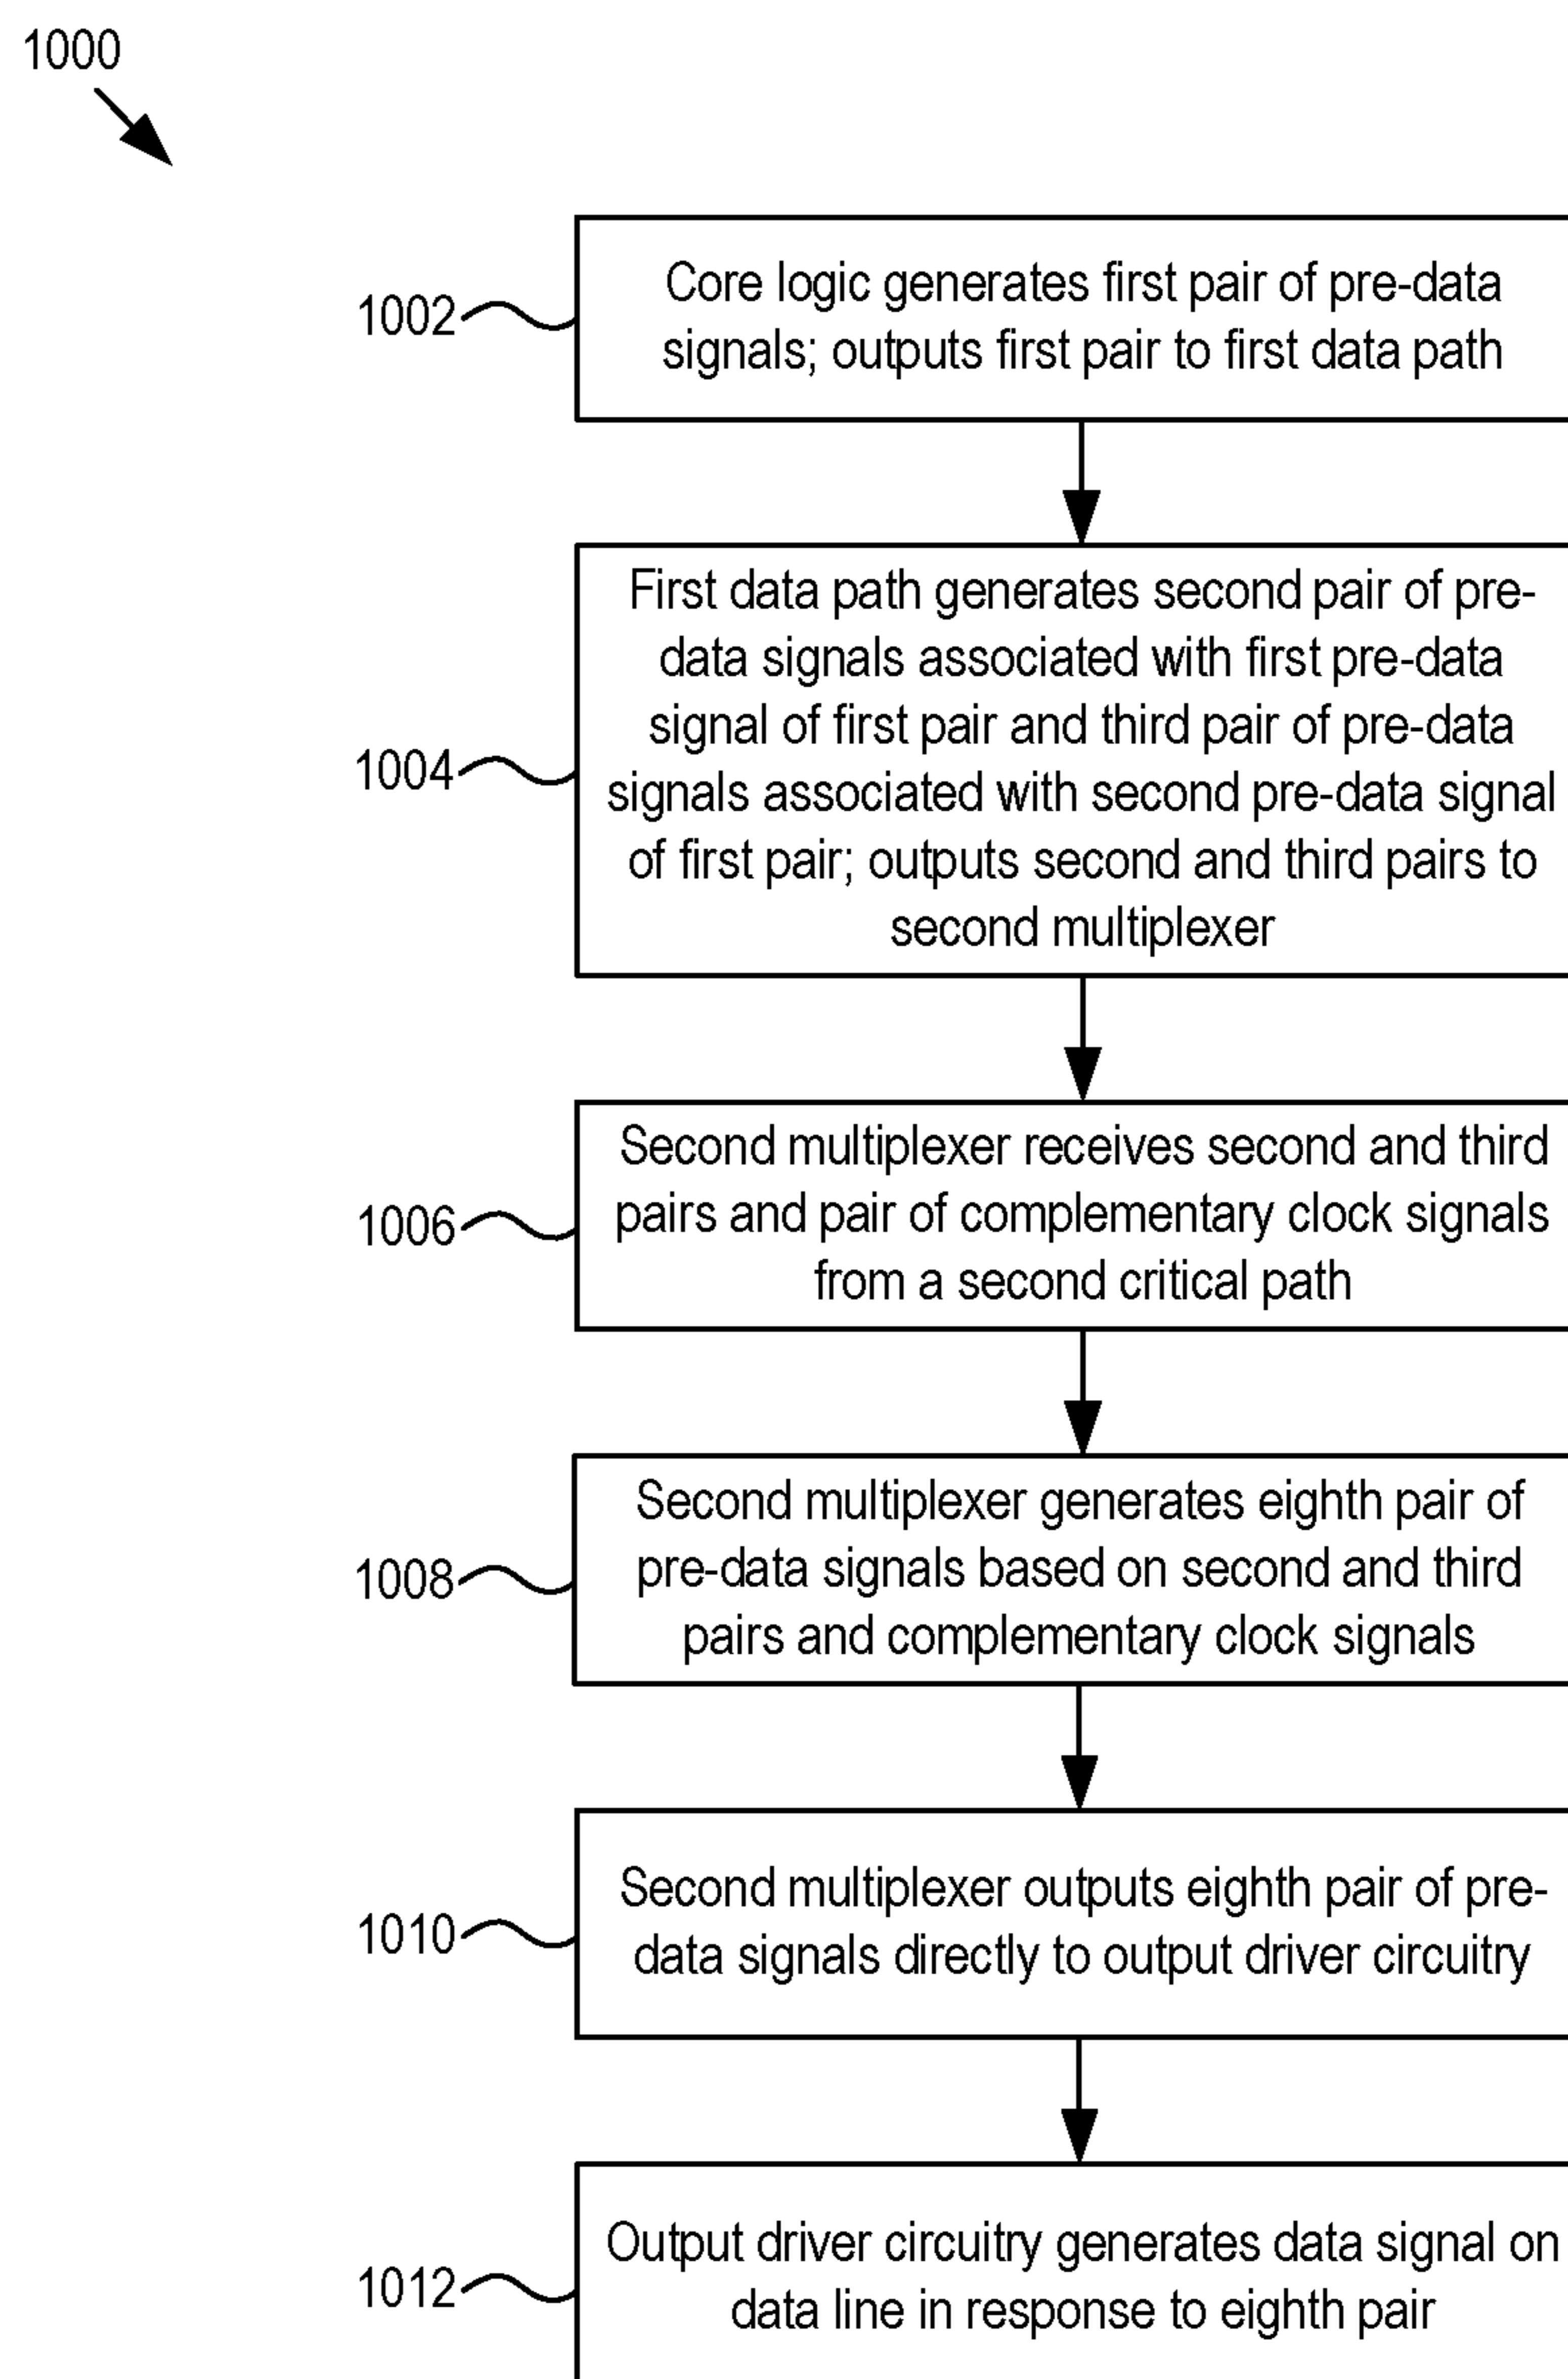 1000
1002
Core logic generates first pair of pre-data
signals; outputs first pair to first data path
1004
First data path generates second pair of pre-
data signals associated with first pre-data
signal of first pair and third pair of pre-data
signals associated with second pre-data signal
of first pair; outputs second and third pairs to
second multiplexer
1006
Second multiplexer receives second and third
pairs and pair of complementary clock signals
from a second critical path
1008
Second multiplexer generates eighth pair of
pre-data signals based on second and third
pairs and complementary clock signals
1010
Second multiplexer outputs eighth pair of pre-
data signals directly to output driver circuitry
1012
Output driver circuitry generates data signal on
data line in response to eighth pair